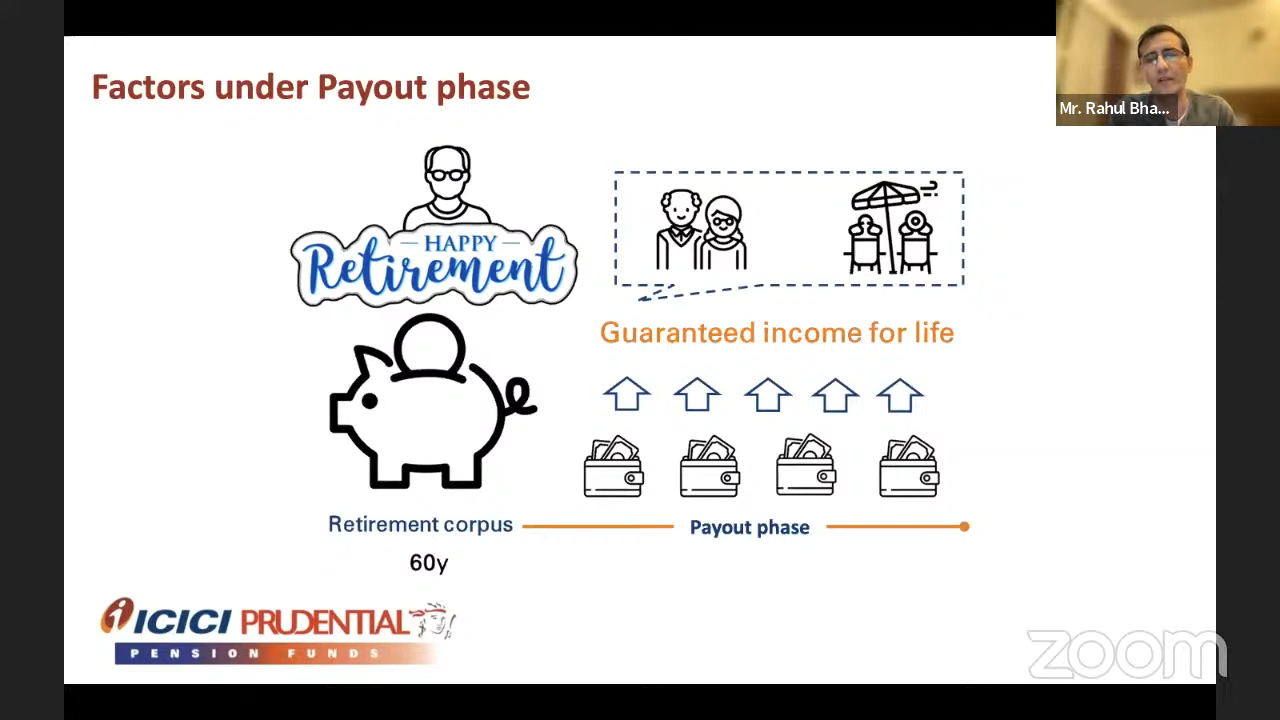 Factors under Payout phase
Mr. Rahul Bha...
HAPPY
Retirement
Guaranteed income for life
Retirement corpus
Payout phase
60y
ICICI PRUDENTIAL
PENSION FUNDS
zoom